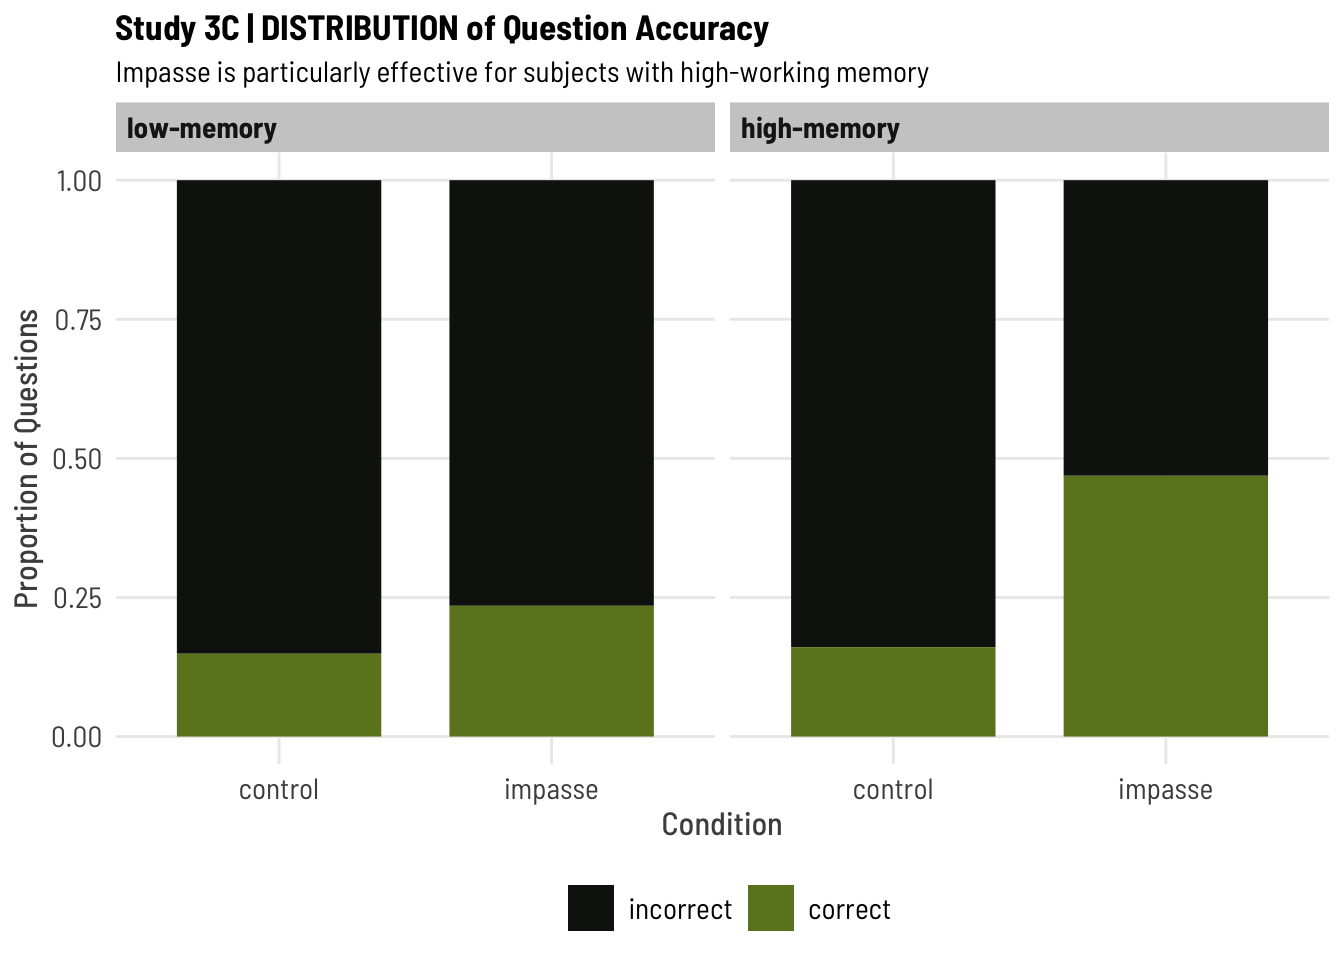 Study 3C | DISTRIBUTION of Question Accuracy
Impasse is particularly effective for subjects with high-working memory
low-memory
high-memory
Proportion of Questions
1.00
0.75
0.50
0.25
0.00
control
impasse
control
impasse
Condition
incorrect
correct